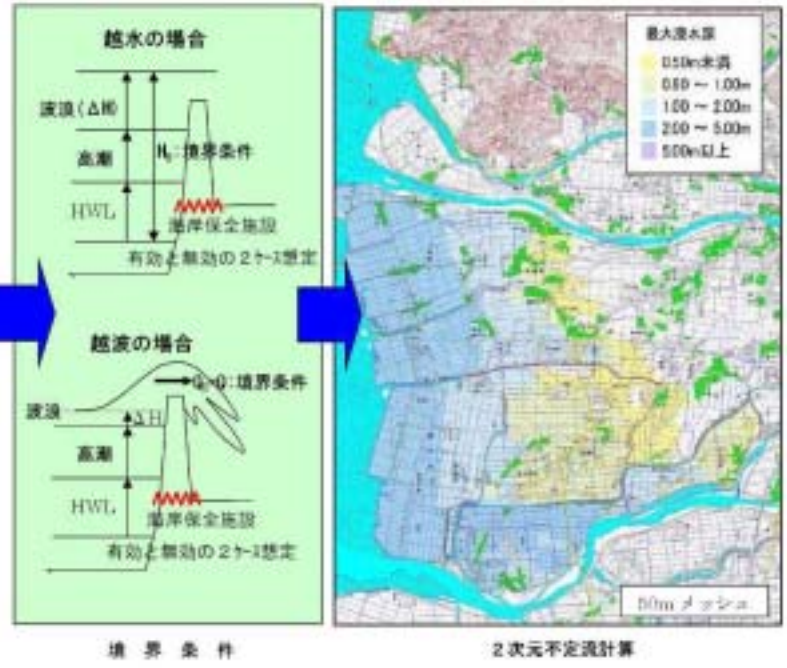 越水の場合
波浪(ΔH)
高潮
H₀:境界条件
HWL
海岸保全施設
有効と無効の2ケース想定
越波の場合
境界条件
波浪
ΔH
高潮
HWL
海岸保全施設
有効と無効の2ケース想定
境 界 条 件
最大浸水深
0.50m未満
0.50 ~ 1.00m
1.00 ~ 2.00m
2.00 ~ 5.00m
5.00m以上
50m メッシュ
2次元不定流計算